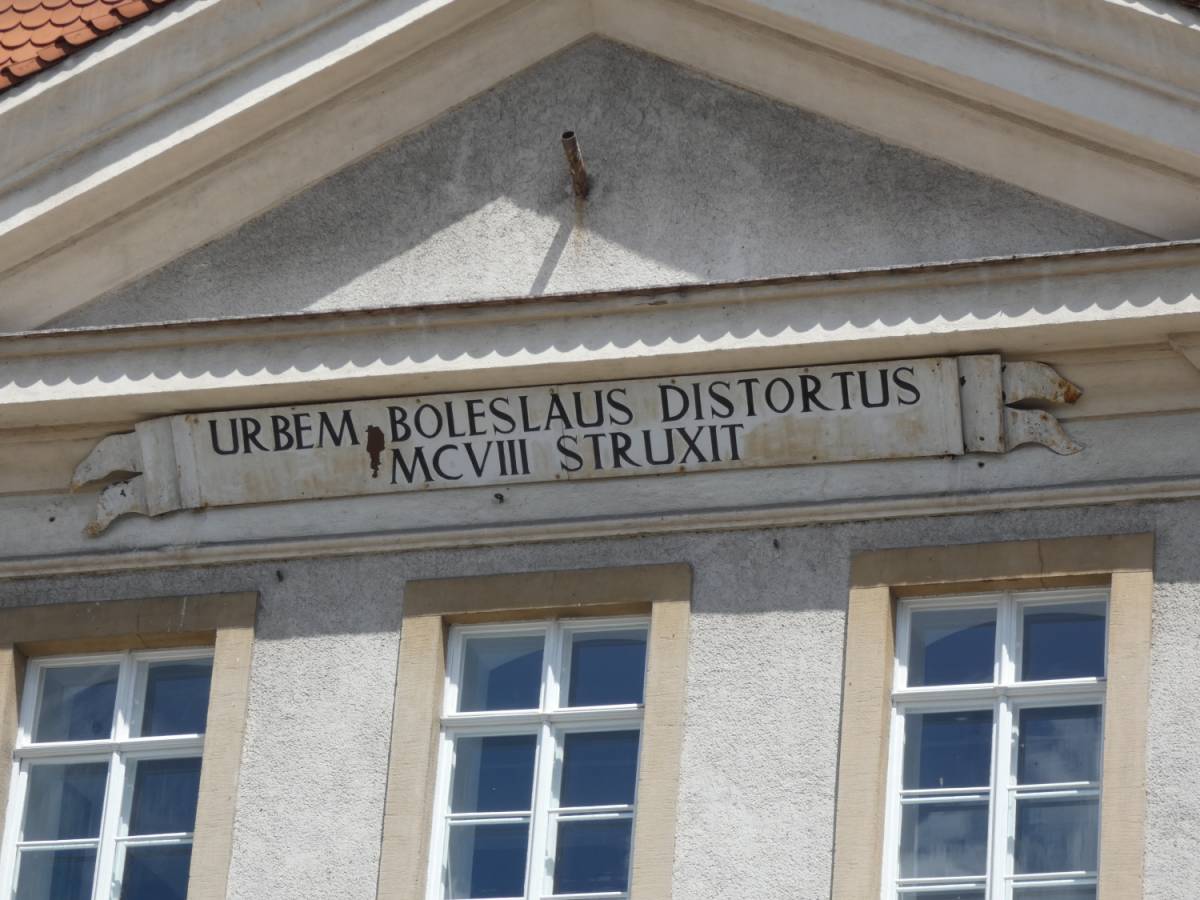 URBEM BOLESLAUS DISTORTUS
MCVIII STRUXIT